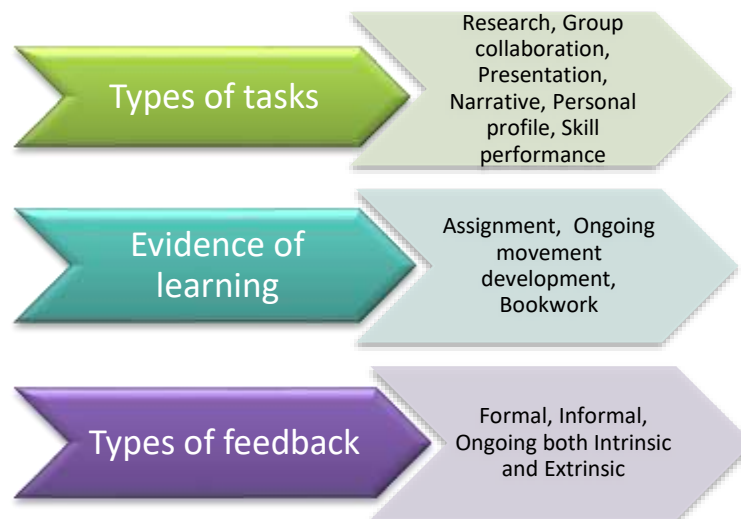 Types of tasks
Research, Group
collaboration,
Presentation,
Narrative, Personal
profile, Skill
performance
Evidence of
learning
Assignment, Ongoing
movement
development,
Bookwork
Types of feedback
Formal, Informal,
Ongoing both Intrinsic
and Extrinsic